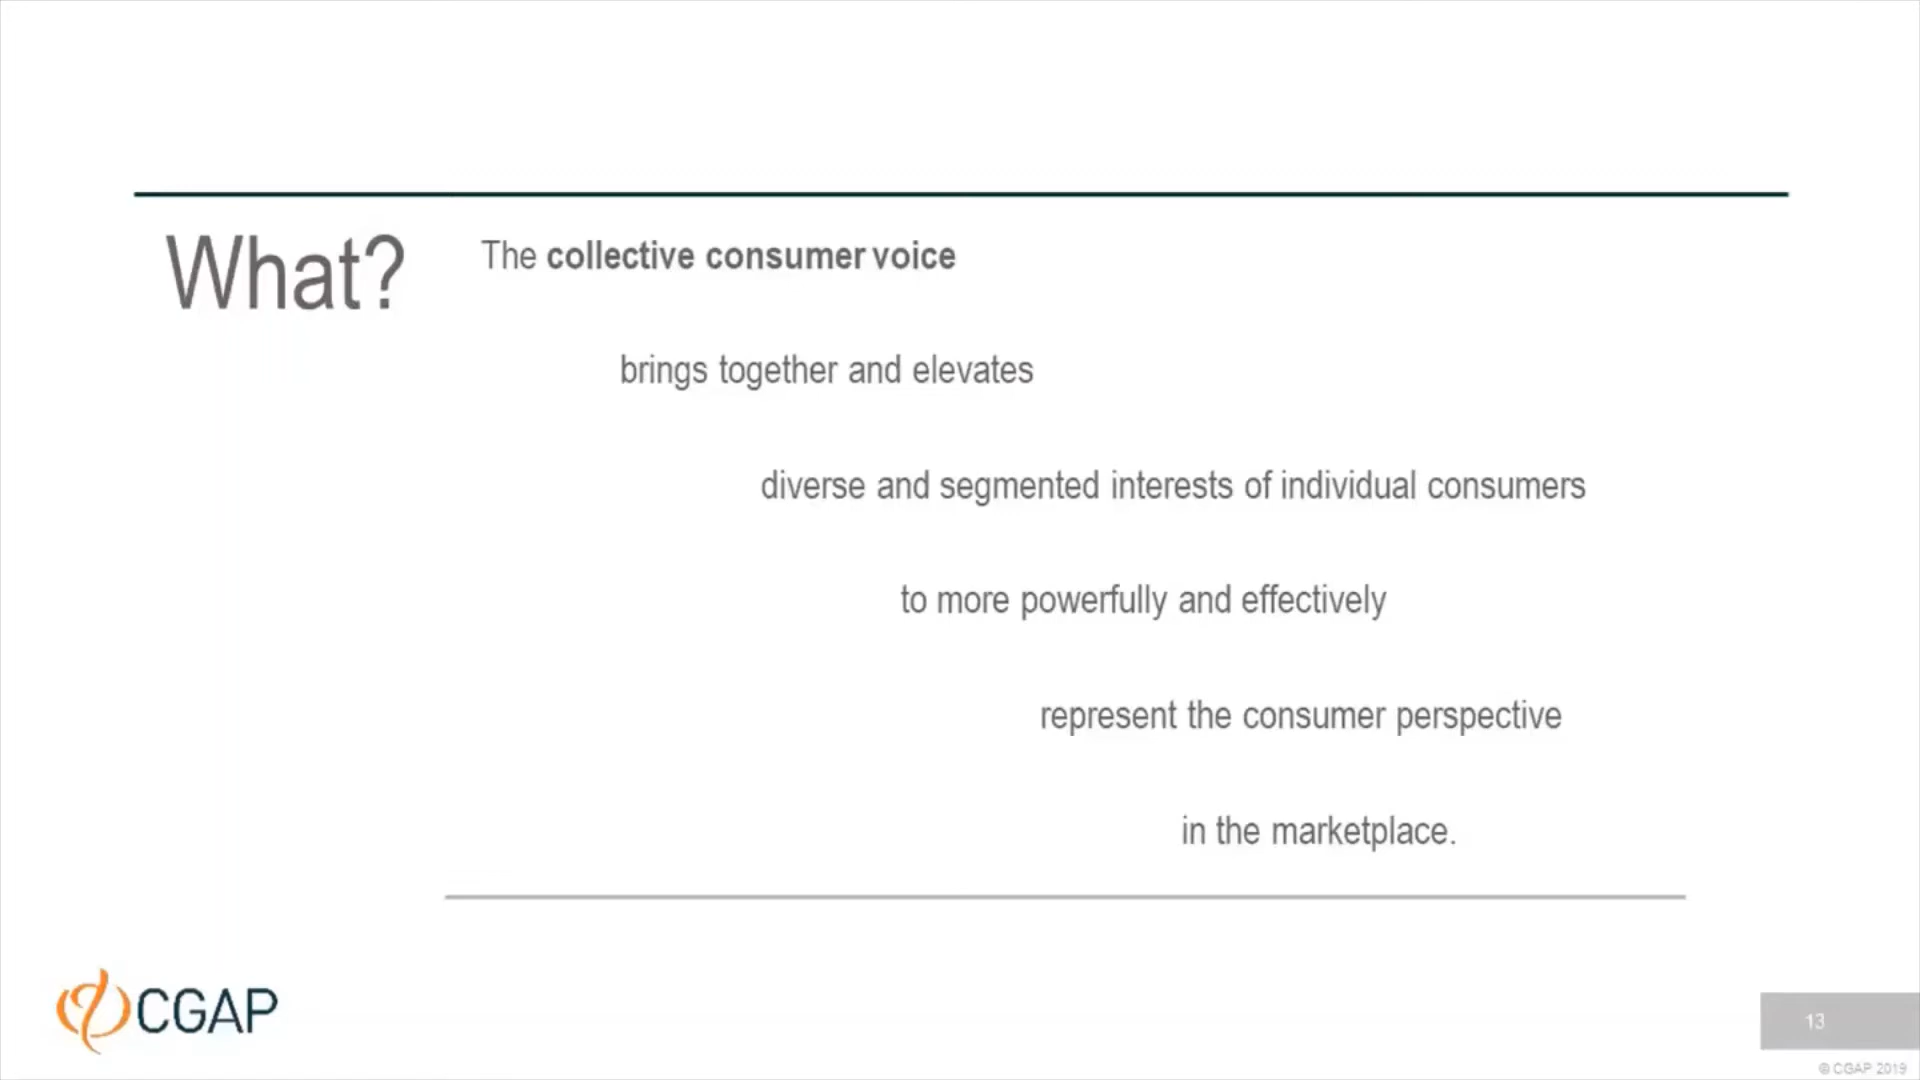 What?
The collective consumer voice
brings together and elevates
diverse and segmented interests of individual consumers
to more powerfully and effectively
represent the consumer perspective
in the marketplace.
CGAP
13
© CGAP 2019